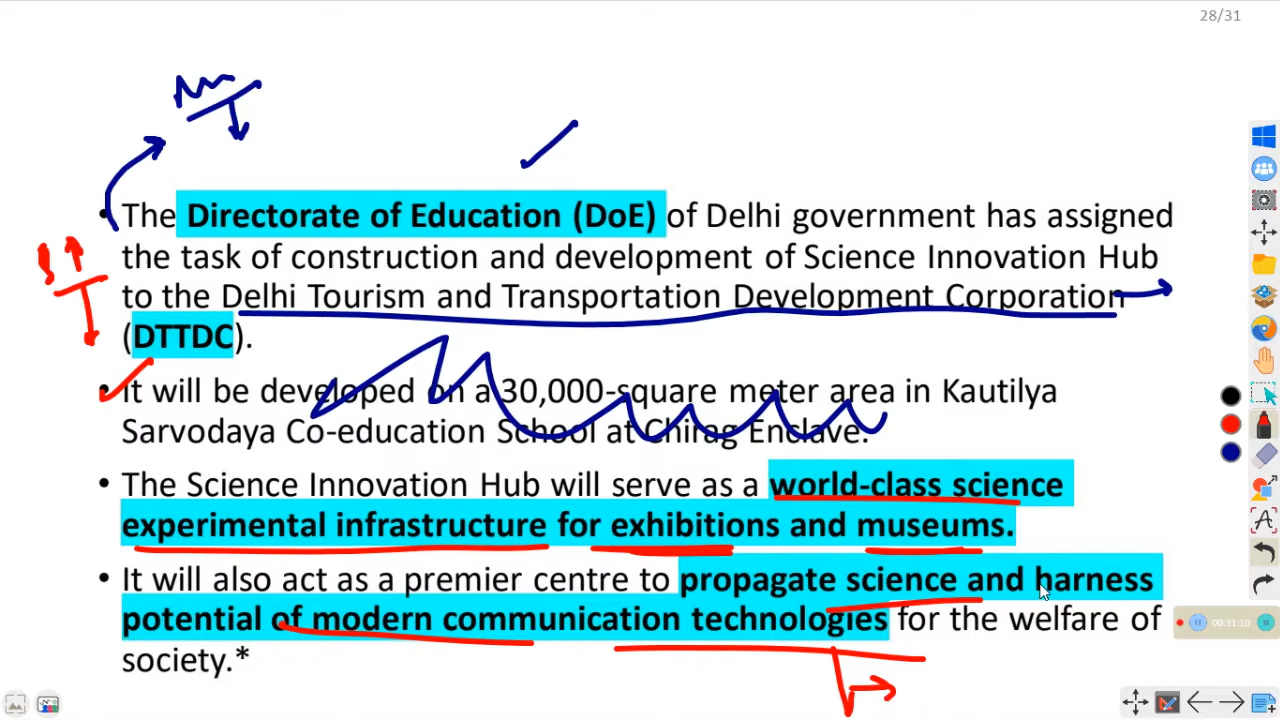 28/31
• The Directorate of Education (DoE) of Delhi government has assigned
the task of construction and development of Science Innovation Hub
to the Delhi Tourism and Transportation Development Corporation
(DTTDC).
• It will be developed on a 30,000-square meter area in Kautilya
Sarvodaya Co-education School at Chirag Enclave.
• The Science Innovation Hub will serve as a world-class science
experimental infrastructure for exhibitions and museums.
• It will also act as a premier centre to propagate science and harness
potential of modern communication technologies for the welfare of
society.*
00:31:10